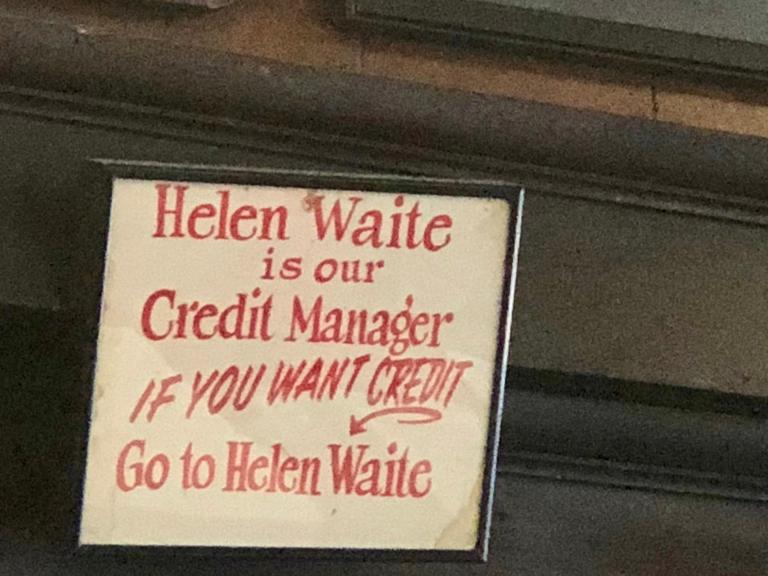 Helen Waite
is our
Credit Manager
IF YOU WANT CREDIT
Go to Helen Waite